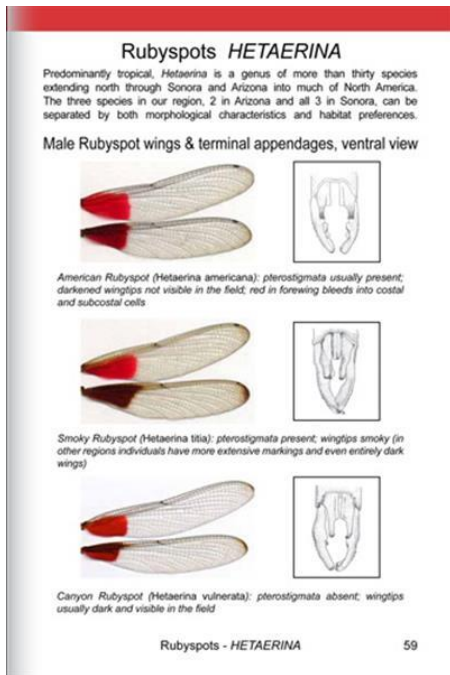 Rubyspots HETAERINA
Predominantly tropical, Hetaerina is a genus of more than thirty species
extending north through Sonora and Arizona into much of North America.
The three species in our region, 2 in Arizona and all 3 in Sonora, can be
separated by both morphological characteristics and habitat preferences.
Male Rubyspot wings & terminal appendages, ventral view
American Rubyspot (Hetaerina americana): pterostigmata usually present;
darkened wingtips not visible in the field; red in forewing bleeds into costal
and subcostal cells
Smoky Rubyspot (Hetaerina titia): pterostigmata present; wingtips smoky (in
other regions individuals have more extensive markings and even entirely dark
wings)
Canyon Rubyspot (Hetaerina vulnerata): pterostigmata absent; wingtips
usually dark and visible in the field
Rubyspots - HETAERINA 59